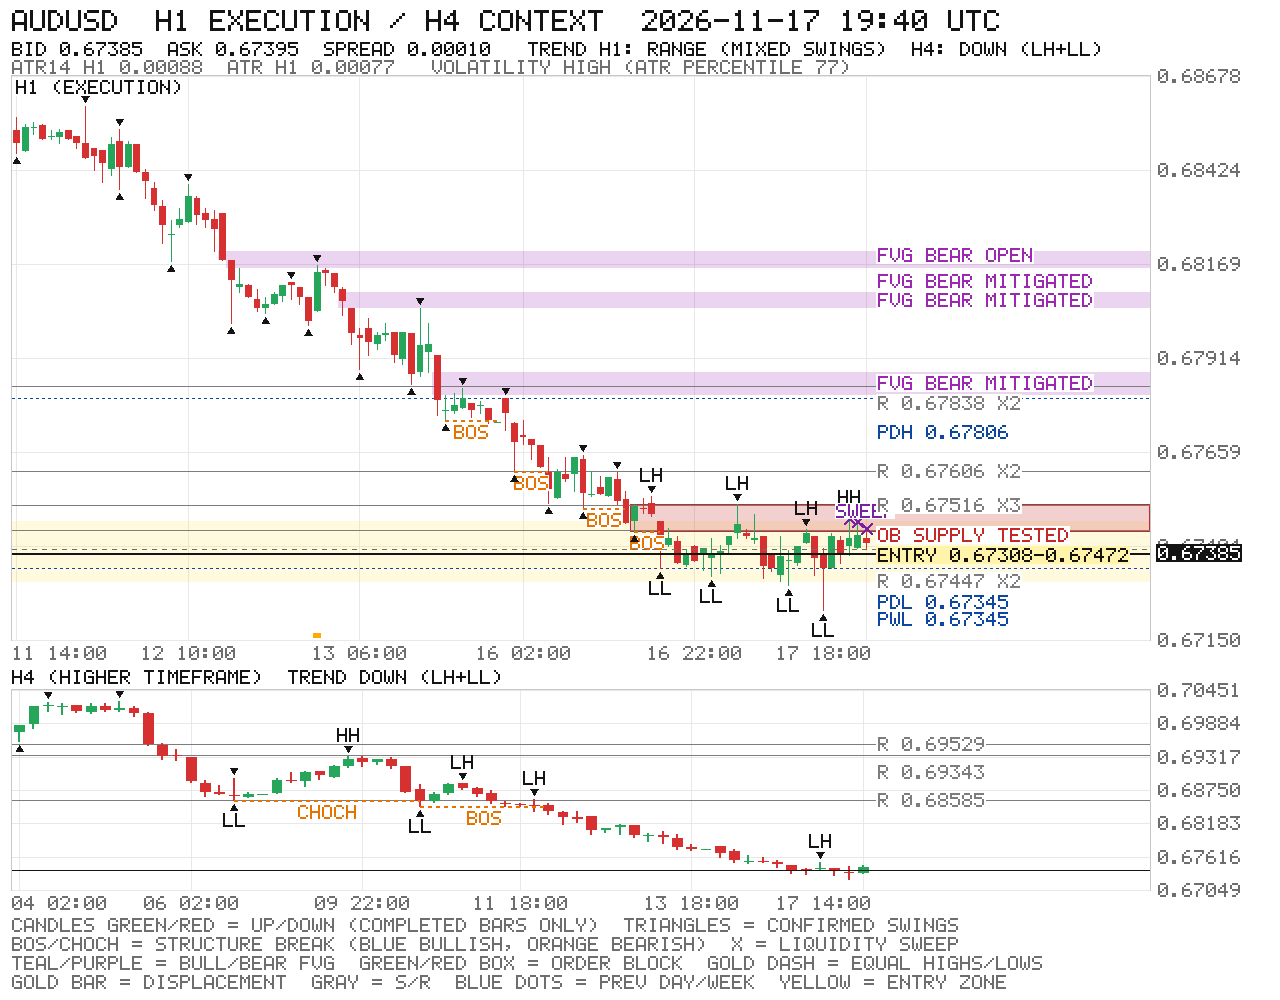 AUDUSD  H1 EXECUTION / H4 CONTEXT  2026-11-17 19:40 UTC
BID 0.67385  ASK 0.67395  SPREAD 0.00010   TREND H1: RANGE (MIXED SWINGS)  H4: DOWN (LH+LL)
ATR14 H1 0.00088  ATR H1 0.00077   VOLATILITY HIGH (ATR PERCENTILE 77)
H1 (EXECUTION)
0.68678
0.68424
FVG BEAR OPEN
0.68169
FVG BEAR MITIGATED
FVG BEAR MITIGATED
0.67914
FVG BEAR MITIGATED
R 0.67838 X2
PDH 0.67806
BOS
0.67659
R 0.67606 X2
LH
LH
BOS
HH
R 0.67516 X3
LH
BOS
OB SUPPLY TESTED
BOS
ENTRY 0.67308-0.67472
0.67385
R 0.67447 X2
LL
LL
LL
PDL 0.67345
PWL 0.67345
LL
0.67150
11 14:00
12 10:00
13 06:00
16 02:00
16 22:00
17 18:00
H4 (HIGHER TIMEFRAME)  TREND DOWN (LH+LL)
0.70451
0.69884
HH
R 0.69529
0.69317
LH
R 0.69343
LH
0.68750
R 0.68585
CHOCH
LL
LL
BOS
0.68183
LH
0.67616
0.67049
04 02:00
06 02:00
09 22:00
11 18:00
13 18:00
17 14:00
CANDLES GREEN/RED = UP/DOWN (COMPLETED BARS ONLY)  TRIANGLES = CONFIRMED SWINGS
BOS/CHOCH = STRUCTURE BREAK (BLUE BULLISH, ORANGE BEARISH)  X = LIQUIDITY SWEEP
TEAL/PURPLE = BULL/BEAR FVG  GREEN/RED BOX = ORDER BLOCK  GOLD DASH = EQUAL HIGHS/LOWS
GOLD BAR = DISPLACEMENT  GRAY = S/R  BLUE DOTS = PREV DAY/WEEK  YELLOW = ENTRY ZONE